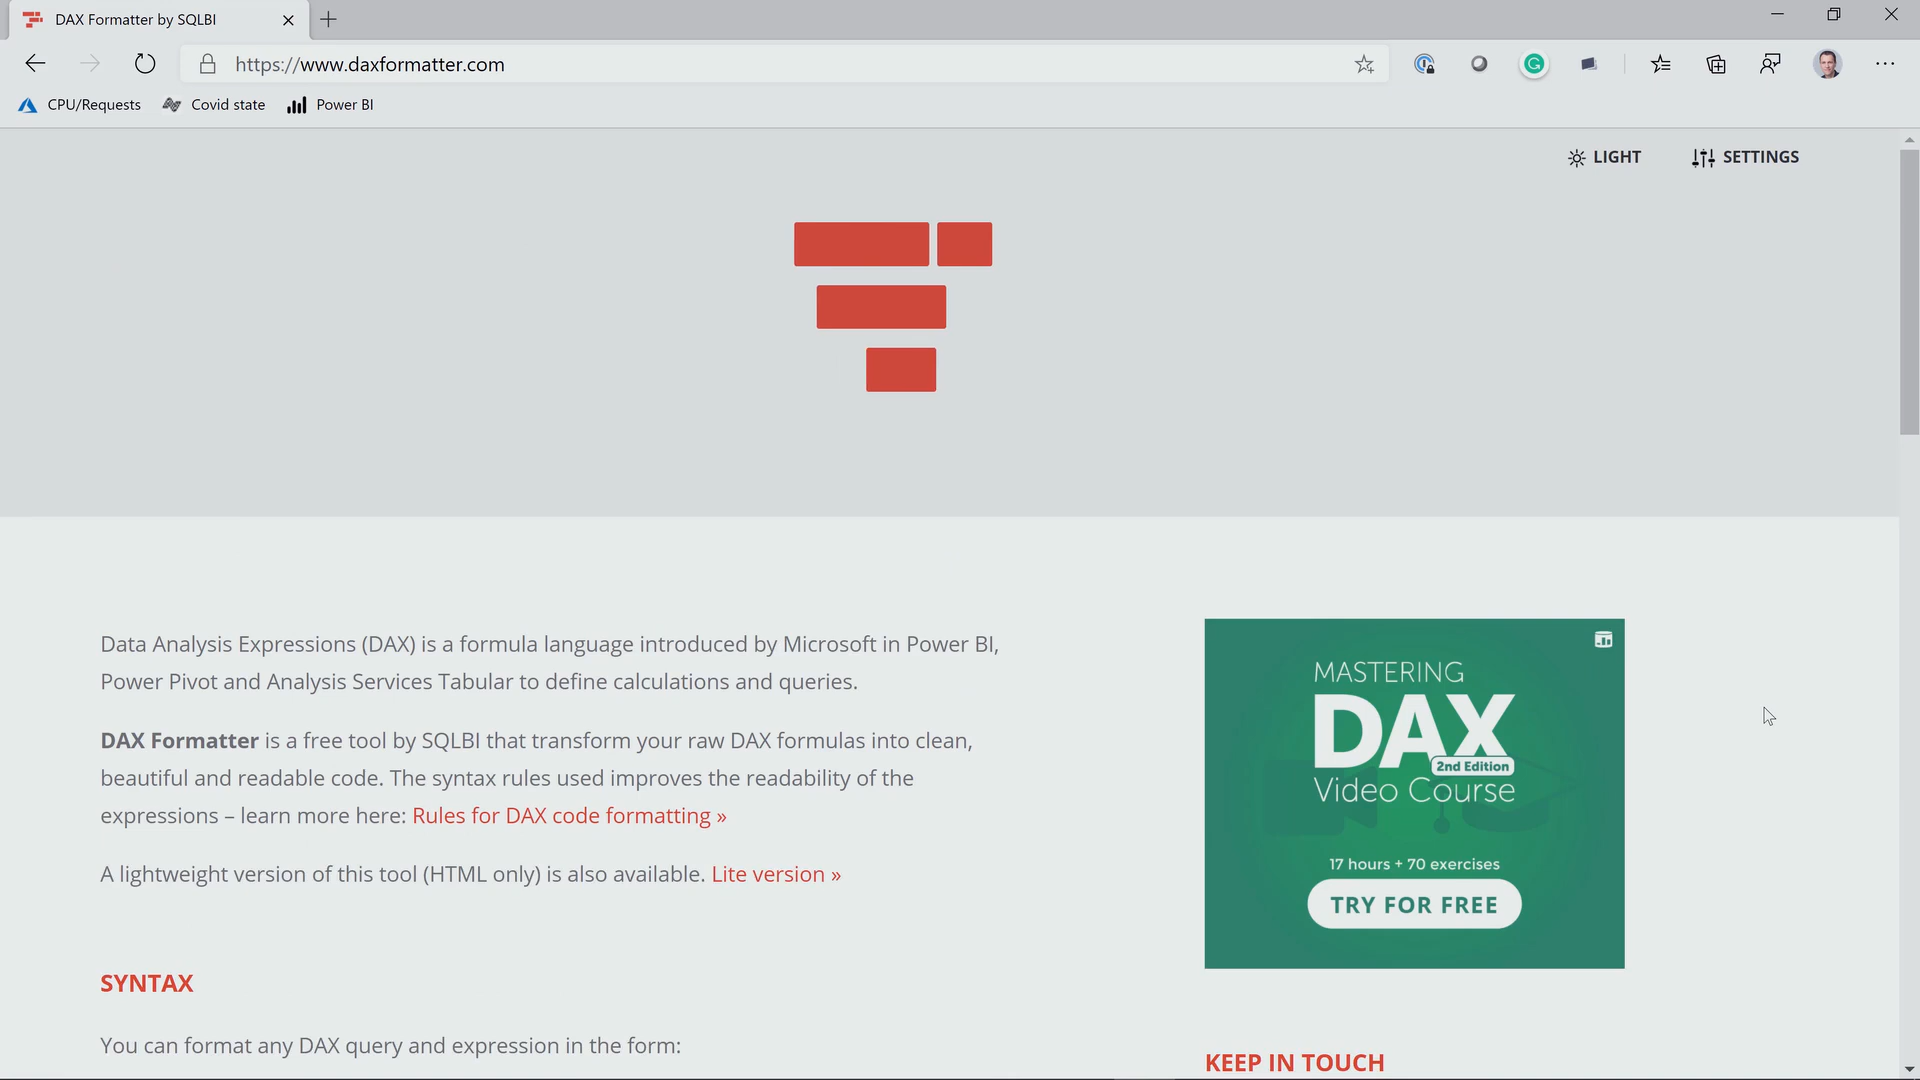 DAX Formatter by SQLBI
https://www.daxformatter.com
CPU/Requests
Covid state
Power BI
LIGHT
SETTINGS
Data Analysis Expressions (DAX) is a formula language introduced by Microsoft in Power BI,
Power Pivot and Analysis Services Tabular to define calculations and queries.
DAX Formatter is a free tool by SQLBI that transform your raw DAX formulas into clean,
beautiful and readable code. The syntax rules used improves the readability of the
expressions – learn more here: Rules for DAX code formatting »
A lightweight version of this tool (HTML only) is also available. Lite version »
SYNTAX
You can format any DAX query and expression in the form:
MASTERING
DAX
2nd Edition
Video Course
17 hours + 70 exercises
TRY FOR FREE
KEEP IN TOUCH